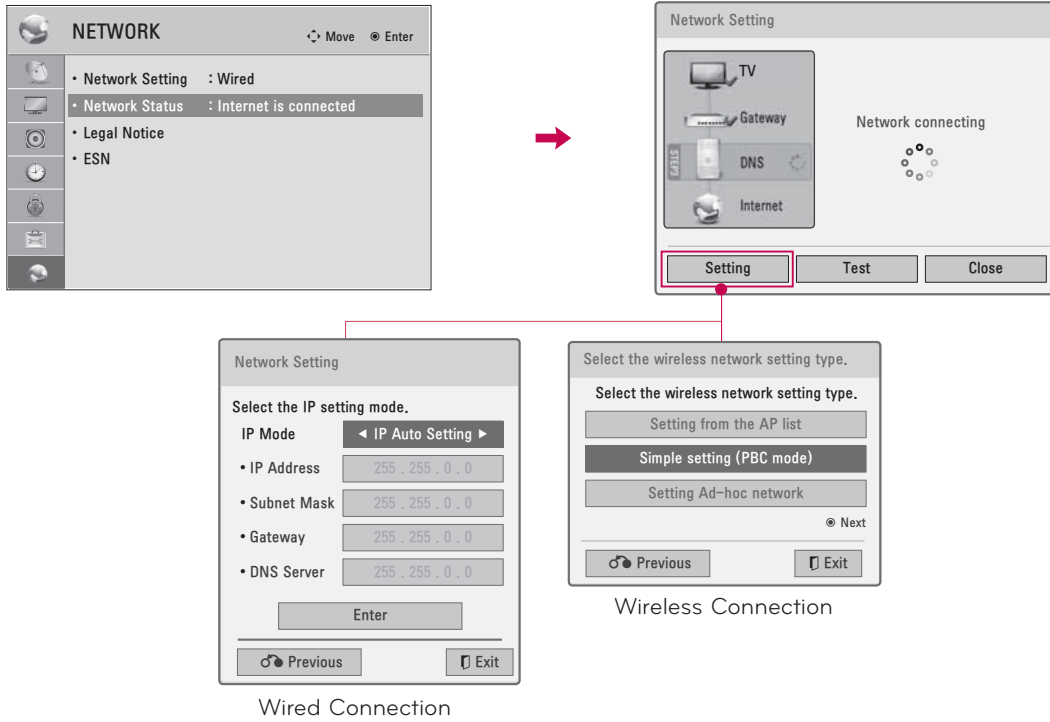 NETWORK
Move Enter
• Network Setting : Wired
• Network Status : Internet is connected
• Legal Notice
• ESN
Network Setting
TV
Gateway
STEP3
DNS
Internet
Network connecting
Setting Test Close
Network Setting
Select the IP setting mode.
IP Mode ◄ IP Auto Setting ►
• IP Address 255 . 255 . 0 . 0
• Subnet Mask 255 . 255 . 0 . 0
• Gateway 255 . 255 . 0 . 0
• DNS Server 255 . 255 . 0 . 0
Enter
Previous Exit
Wired Connection
Select the wireless network setting type.
Select the wireless network setting type.
Setting from the AP list
Simple setting (PBC mode)
Setting Ad-hoc network
Next
Previous Exit
Wireless Connection